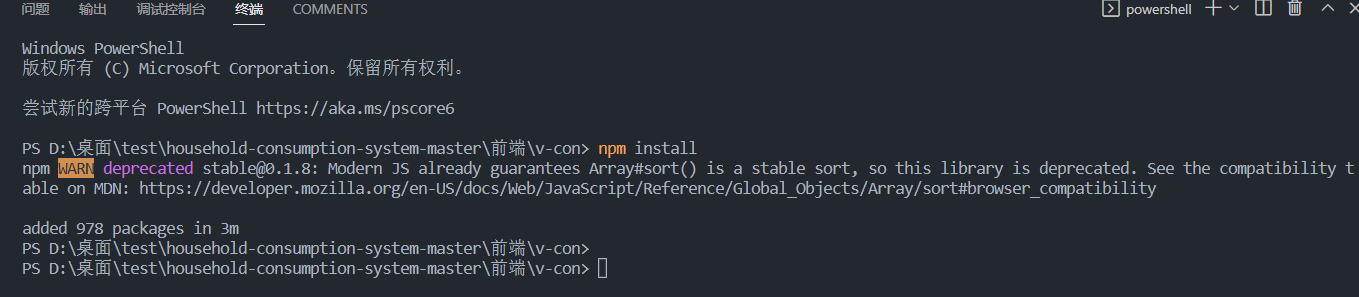 问题 输出 调试控制台 终端 COMMENTS powershell
Windows PowerShell
版权所有 (C) Microsoft Corporation。保留所有权利。
尝试新的跨平台 PowerShell https://aka.ms/pscore6
PS D:\桌面\test\household-consumption-system-master\前端\v-con> npm install
npm WARN deprecated stable@0.1.8: Modern JS already guarantees Array#sort() is a stable sort, so this library is deprecated. See the compatibility t
able on MDN: https://developer.mozilla.org/en-US/docs/Web/JavaScript/Reference/Global_Objects/Array/sort#browser_compatibility
added 978 packages in 3m
PS D:\桌面\test\household-consumption-system-master\前端\v-con>
PS D:\桌面\test\household-consumption-system-master\前端\v-con>